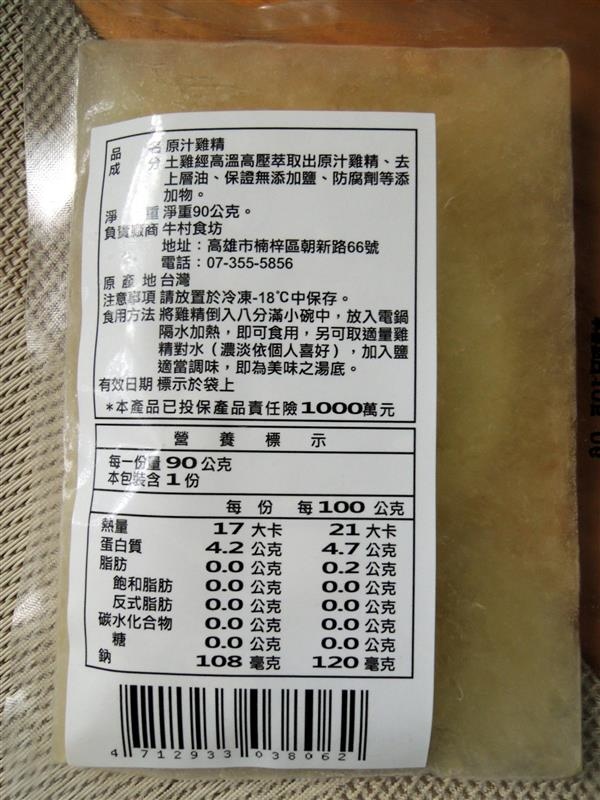 品 名 原汁雞精
成 分 土雞經高溫高壓萃取出原汁雞精、去
上層油、保證無添加鹽、防腐劑等添
加物。
淨 重 淨重90公克。
負責廠商 牛村食坊
地址：高雄市楠梓區朝新路66號
電話：07-355-5856
原 產 地 台灣
注意事項 請放置於冷凍-18℃中保存。
食用方法 將雞精倒入八分滿小碗中，放入電鍋
隔水加熱，即可食用，另可取適量雞
精對水（濃淡依個人喜好），加入鹽
適當調味，即為美味之湯底。
有效日期 標示於袋上
*本產品已投保產品責任險1000萬元
營 養 標 示
每一份量 90 公克
本包裝含 1 份
每 份 每 100 公克
熱量 17 大卡 21 大卡
蛋白質 4.2 公克 4.7 公克
脂肪 0.0 公克 0.2 公克
飽和脂肪 0.0 公克 0.0 公克
反式脂肪 0.0 公克 0.0 公克
碳水化合物 0.0 公克 0.0 公克
糖 0.0 公克 0.0 公克
鈉 108 毫克 120 毫克
4 712933 038062